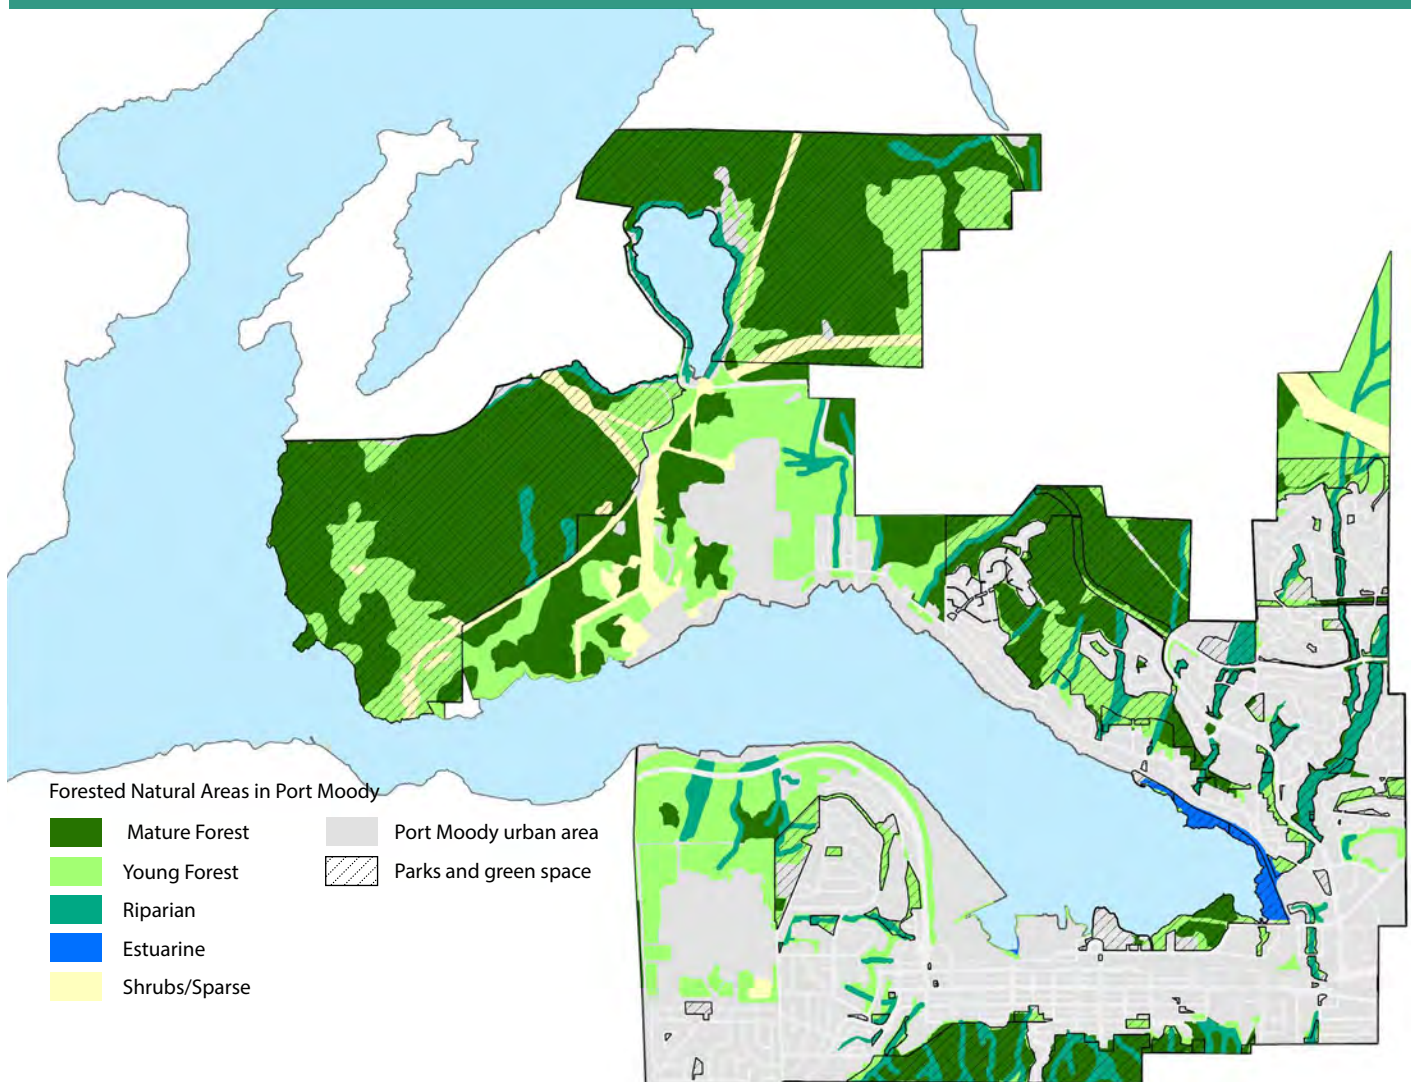 Forested Natural Areas in Port Moody
Mature Forest
Young Forest
Riparian
Estuarine
Shrubs/Sparse
Port Moody urban area
Parks and green space